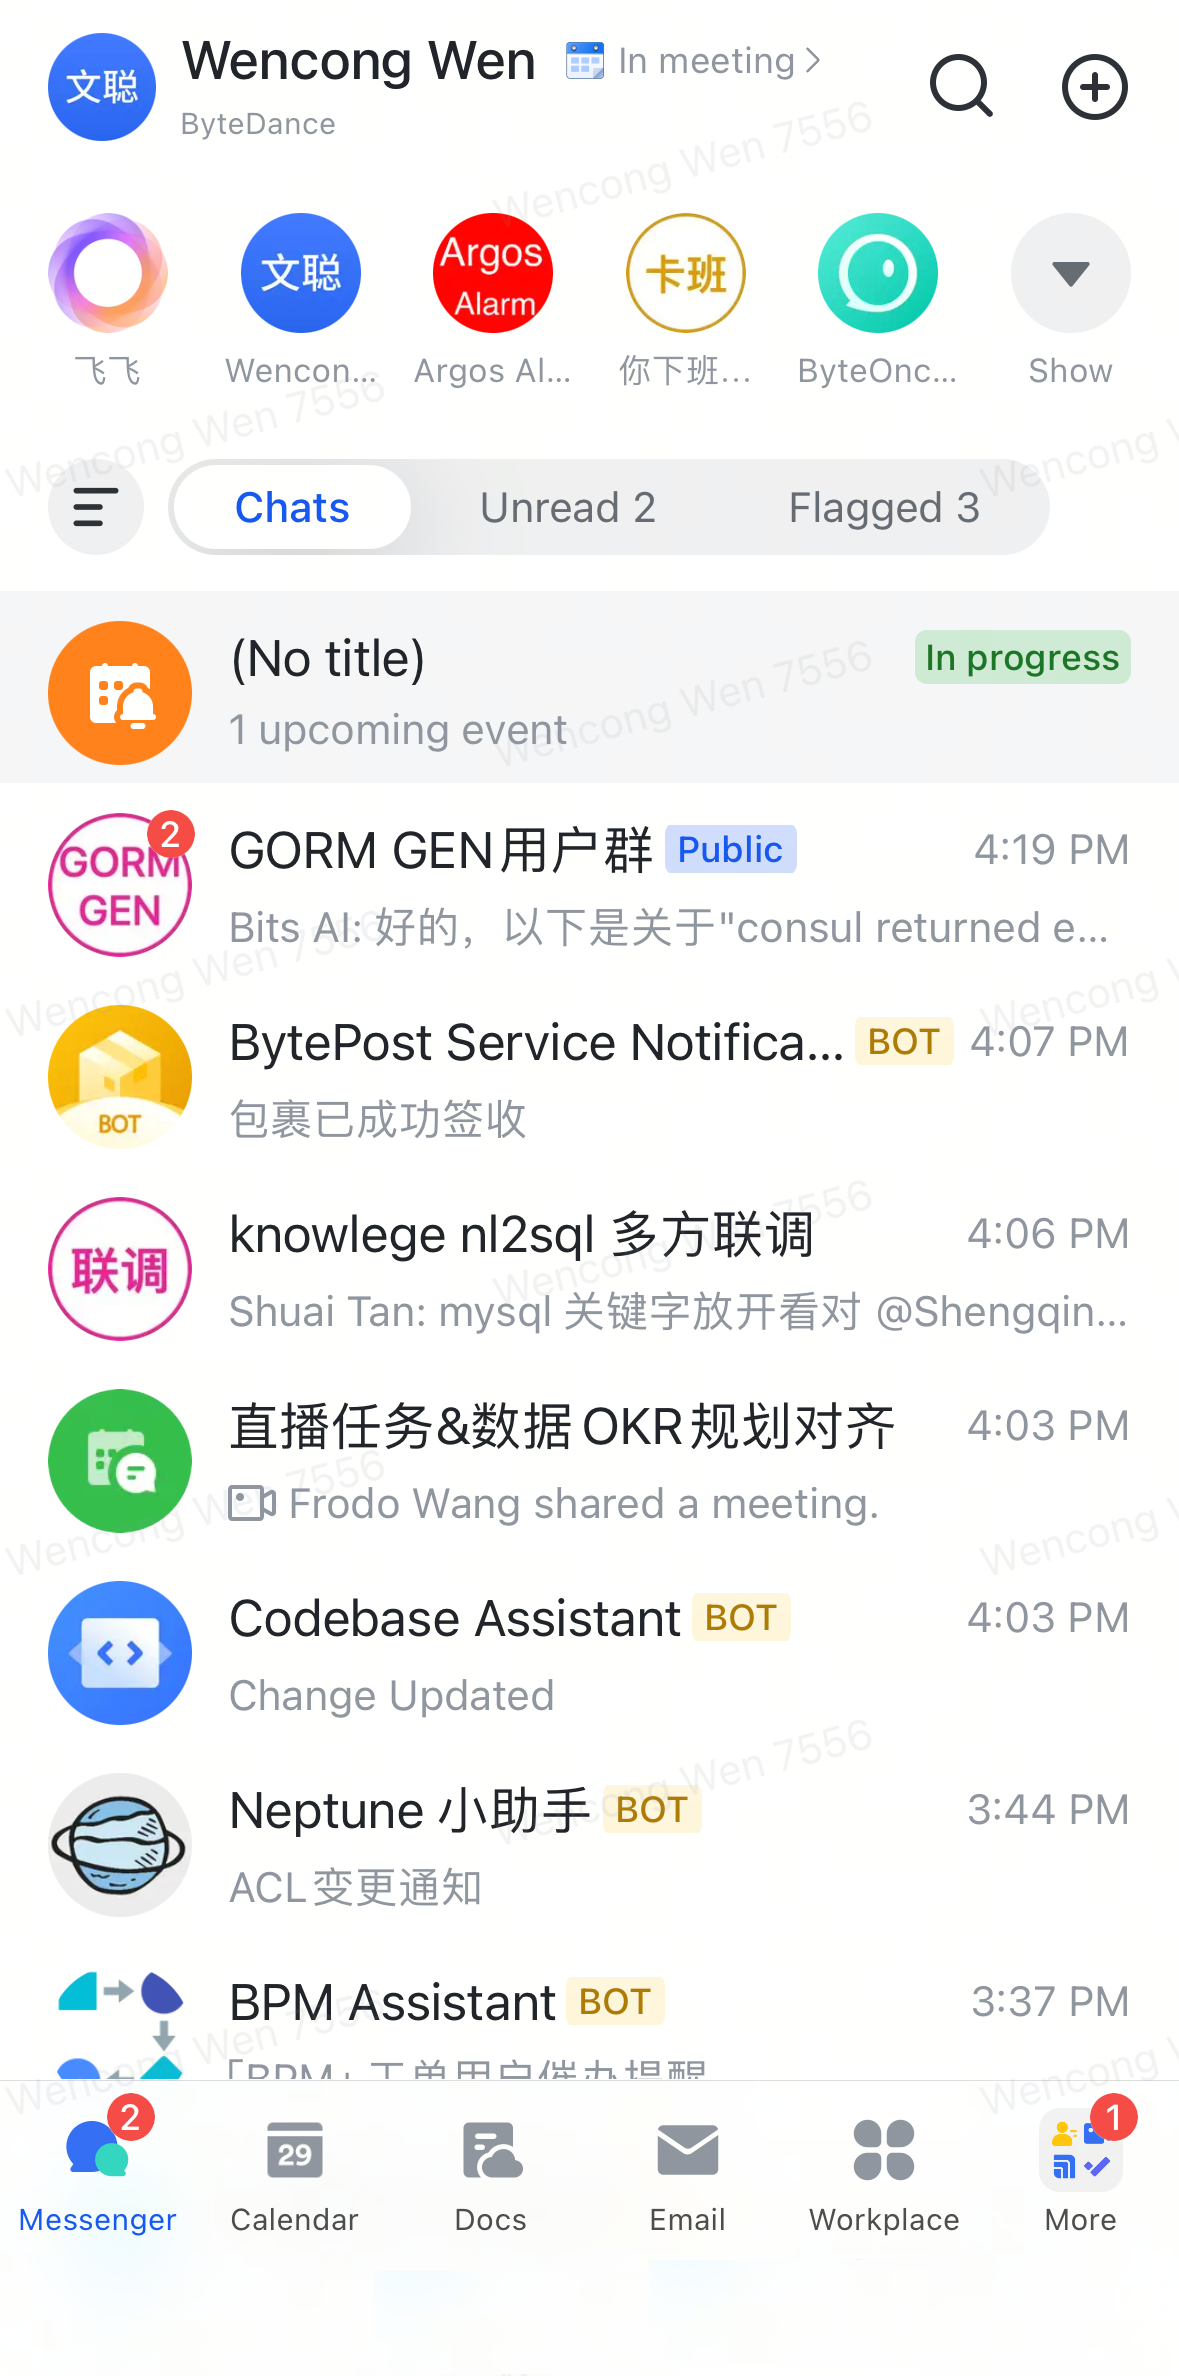 文聪
Wencong Wen
In meeting
ByteDance
文聪
Argos
Alarm
卡班
飞飞
Wencon...
Argos Al...
你下班...
ByteOnc...
Show
Chats
Unread 2
Flagged 3
(No title)
In progress
1 upcoming event
GORM
GEN
2
GORM GEN用户群
Public
4:19 PM
Bits AI: 好的，以下是关于"consul returned e...
BOT
BytePost Service Notifica...
BOT
4:07 PM
包裹已成功签收
联调
knowlege nl2sql 多方联调
4:06 PM
Shuai Tan: mysql 关键字放开看对 @Shengqin...
直播任务&数据OKR规划对齐
4:03 PM
Frodo Wang shared a meeting.
Codebase Assistant
BOT
4:03 PM
Change Updated
Neptune 小助手
BOT
3:44 PM
ACL变更通知
BPM Assistant
BOT
3:37 PM
2
Messenger
29
Calendar
Docs
Email
Workplace
1
More
Wencong Wen 7556